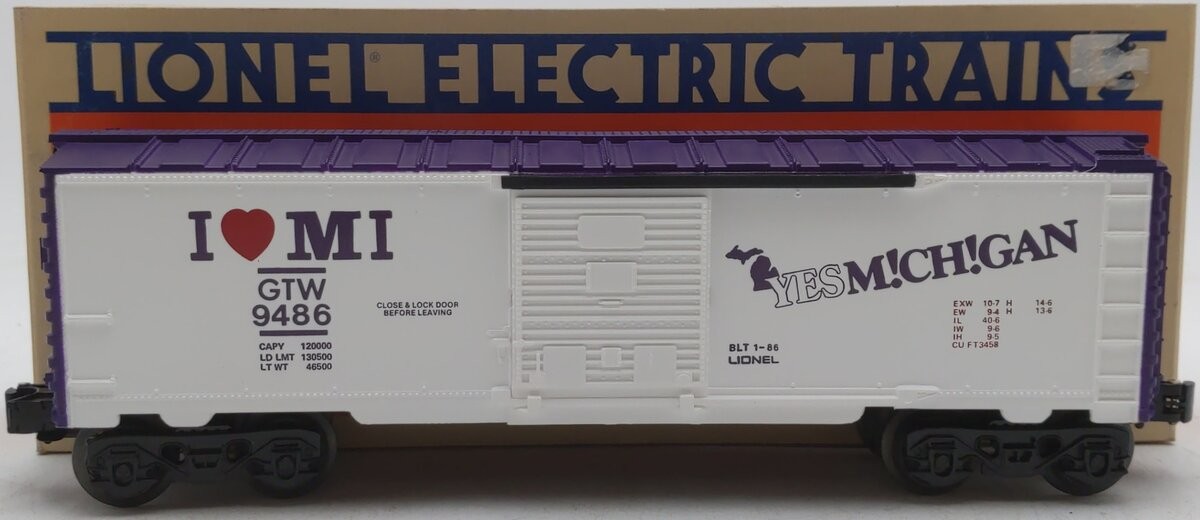 LIONEL® ELECTRIC TRAINS
I ♥ MI
GTW
9486
CAPY 120000
LD LMT 130500
LT WT 46500
CLOSE & LOCK DOOR
BEFORE LEAVING
YES M!CH!GAN
BLT 1-86
LIONEL
EXW 10-7 H 14-6
EW 9-4 H 13-6
IL 40-6
IW 9-6
IH 9-5
CU FT 3458